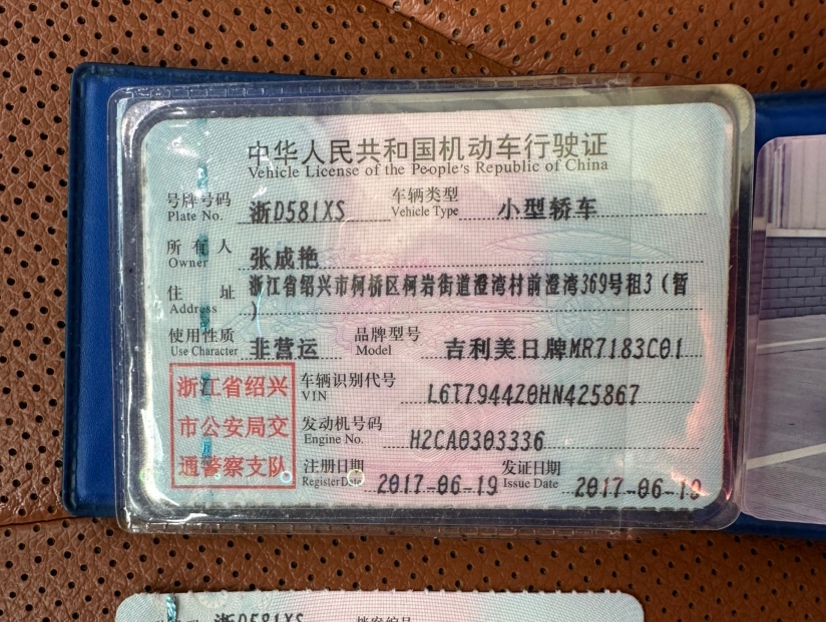 中华人民共和国机动车行驶证
Vehicle License of the People's Republic of China
号牌号码 浙D581XS 车辆类型 小型轿车
Plate No. Vehicle Type
所有人 张成艳
Owner
住址 浙江省绍兴市柯桥区柯岩街道澄湾村前澄湾369号租3（暂
Address ）
使用性质 非营运 品牌型号 吉利美日牌MR7183C01
Use Character Model
浙江省绍兴
市公安局交
通警察支队
车辆识别代号 L6T7944Z0HN425867
VIN
发动机号码 H2CA0303336
Engine No.
注册日期 2017-06-19 发证日期 2017-06-19
Register Date Issue Date
浙D581XS 档案编号